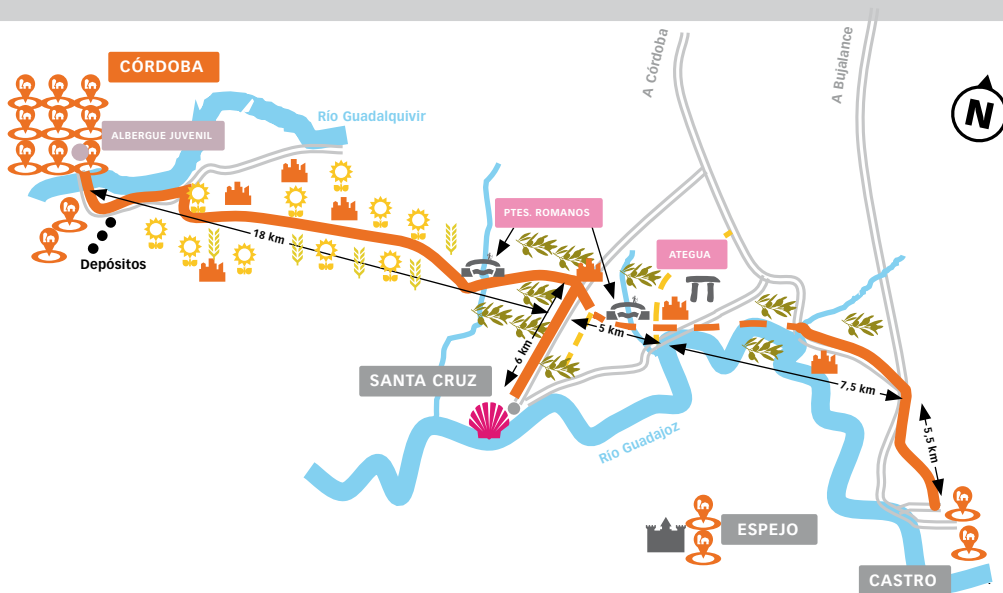 A Córdoba
A Bujalance
CÓRDOBA
N
Río Guadalquivir
ALBERGUE JUVENIL
PTES. ROMANOS
18 km
ATEGUA
Depósitos
5 km
6 km
SANTA CRUZ
7,5 km
5,5 km
Río Guadajoz
ESPEJO
CASTRO